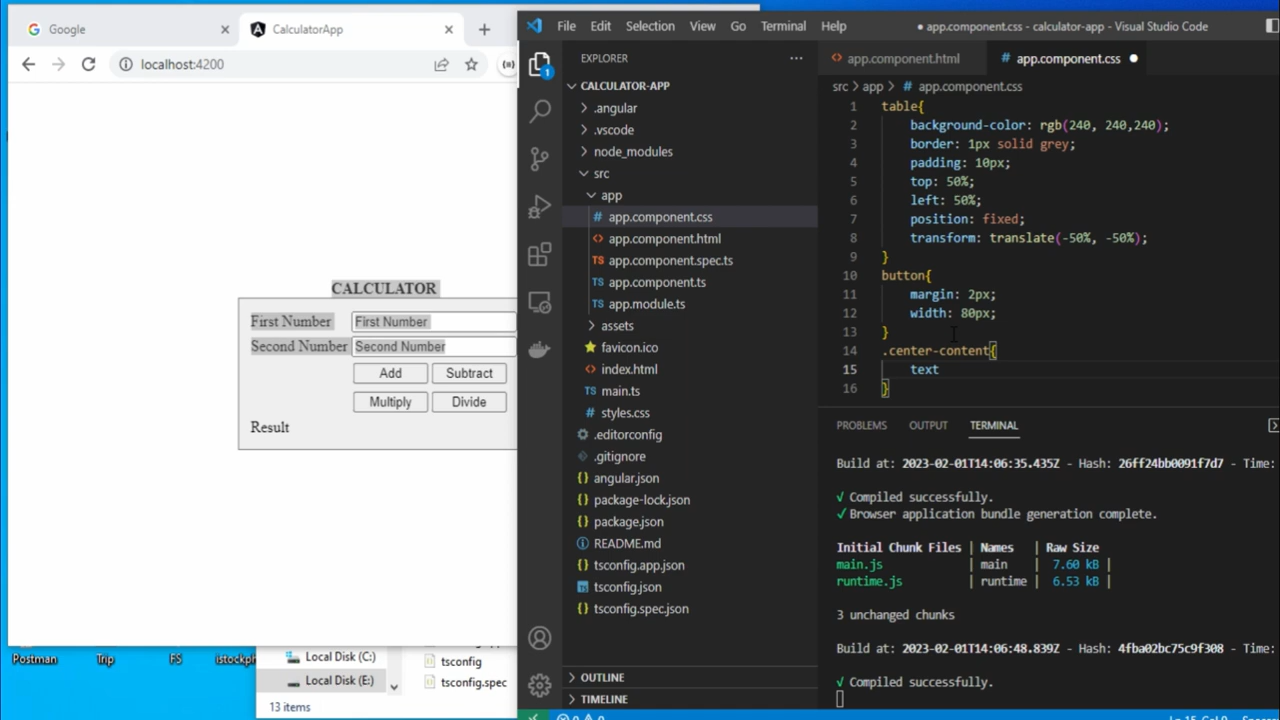 Google
CalculatorApp
localhost:4200
CALCULATOR
First Number
First Number
Second Number
Second Number
Add
Subtract
Multiply
Divide
Result
Postman
Trip
FS
istockph
Local Disk (C:)
Local Disk (E:)
tsconfig
tsconfig.spec
13 items
File Edit Selection View Go Terminal Help
● app.component.css - calculator-app - Visual Studio Code
EXPLORER
1
CALCULATOR-APP
.angular
.vscode
node_modules
src
app
# app.component.css
<> app.component.html
TS app.component.spec.ts
TS app.component.ts
TS app.module.ts
assets
favicon.ico
<> index.html
TS main.ts
# styles.css
.editorconfig
.gitignore
{} angular.json
{} package-lock.json
{} package.json
README.md
tsconfig.app.json
tsconfig.json
{} tsconfig.spec.json
OUTLINE
TIMELINE
<> app.component.html
# app.component.css ●
src > app > # app.component.css
1 table{
2 background-color: rgb(240, 240,240);
3 border: 1px solid grey;
4 padding: 10px;
5 top: 50%;
6 left: 50%;
7 position: fixed;
8 transform: translate(-50%, -50%);
9 }
10 button{
11 margin: 2px;
12 width: 80px;
13 }
14 .center-content{
15 text
16 }
PROBLEMS OUTPUT TERMINAL
Build at: 2023-02-01T14:06:35.435Z - Hash: 26ff24bb0091f7d7 - Time:
√ Compiled successfully.
√ Browser application bundle generation complete.
Initial Chunk Files | Names | Raw Size
main.js | main | 7.60 kB |
runtime.js | runtime | 6.53 kB |
3 unchanged chunks
Build at: 2023-02-01T14:06:48.839Z - Hash: 4fba02bc75c9f308 - Time:
√ Compiled successfully.